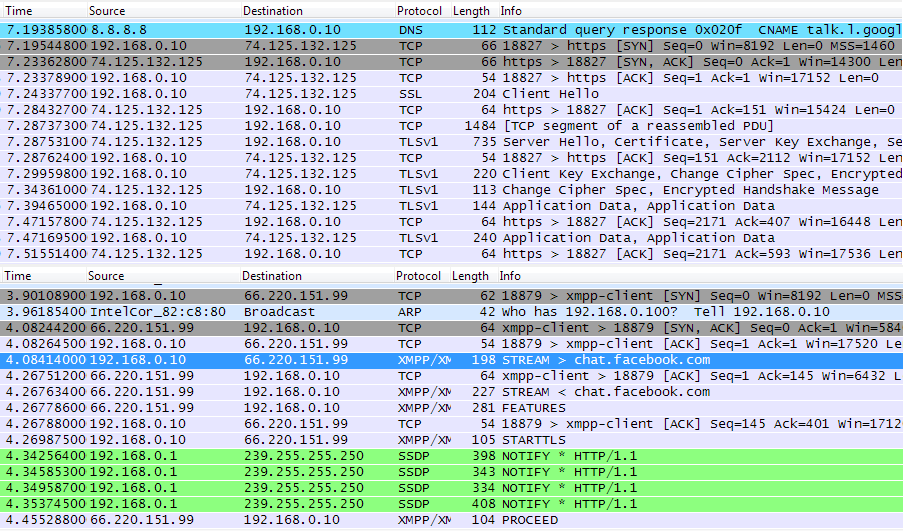 Time Source Destination Protocol Length Info
7.19385800 8.8.8.8 192.168.0.10 DNS 112 Standard query response 0x020f CNAME talk.l.googl
7.19544800 192.168.0.10 74.125.132.125 TCP 66 18827 > https [SYN] Seq=0 Win=8192 Len=0 MSS=1460
7.23362800 74.125.132.125 192.168.0.10 TCP 66 https > 18827 [SYN, ACK] Seq=0 Ack=1 Win=14300 Len
7.23378900 192.168.0.10 74.125.132.125 TCP 54 18827 > https [ACK] Seq=1 Ack=1 Win=17152 Len=0
7.24337700 192.168.0.10 74.125.132.125 SSL 204 Client Hello
7.28432700 74.125.132.125 192.168.0.10 TCP 64 https > 18827 [ACK] Seq=1 Ack=151 Win=15424 Len=0
7.28737300 74.125.132.125 192.168.0.10 TCP 1484 [TCP segment of a reassembled PDU]
7.28753100 74.125.132.125 192.168.0.10 TLSv1 735 Server Hello, Certificate, Server Key Exchange, Se
7.28762400 192.168.0.10 74.125.132.125 TCP 54 18827 > https [ACK] Seq=151 Ack=2112 Win=17152 Len
7.29959800 192.168.0.10 74.125.132.125 TLSv1 220 Client Key Exchange, Change Cipher Spec, Encrypted
7.34361000 74.125.132.125 192.168.0.10 TLSv1 113 Change Cipher Spec, Encrypted Handshake Message
7.39465000 192.168.0.10 74.125.132.125 TLSv1 144 Application Data, Application Data
7.47157800 74.125.132.125 192.168.0.10 TCP 64 https > 18827 [ACK] Seq=2171 Ack=407 Win=16448 Len
7.47169500 192.168.0.10 74.125.132.125 TLSv1 240 Application Data, Application Data
7.51551400 74.125.132.125 192.168.0.10 TCP 64 https > 18827 [ACK] Seq=2171 Ack=593 Win=17536 Len
Time Source Destination Protocol Length Info
3.90108900 192.168.0.10 66.220.151.99 TCP 62 18879 > xmpp-client [SYN] Seq=0 Win=8192 Len=0 MSS
3.96185400 IntelCor_82:c8:80 Broadcast ARP 42 Who has 192.168.0.100? Tell 192.168.0.10
4.08244200 66.220.151.99 192.168.0.10 TCP 64 xmpp-client > 18879 [SYN, ACK] Seq=0 Ack=1 Win=584
4.08264500 192.168.0.10 66.220.151.99 TCP 54 18879 > xmpp-client [ACK] Seq=1 Ack=1 Win=17520 Le
4.08414000 192.168.0.10 66.220.151.99 XMPP/XM 198 STREAM > chat.facebook.com
4.26751200 66.220.151.99 192.168.0.10 TCP 64 xmpp-client > 18879 [ACK] Seq=1 Ack=145 Win=6432 L
4.26763400 66.220.151.99 192.168.0.10 XMPP/XM 227 STREAM < chat.facebook.com
4.26778600 66.220.151.99 192.168.0.10 XMPP/XM 281 FEATURES
4.26788000 192.168.0.10 66.220.151.99 TCP 54 18879 > xmpp-client [ACK] Seq=145 Ack=401 Win=1712
4.26987500 192.168.0.10 66.220.151.99 XMPP/XM 105 STARTTLS
4.34256400 192.168.0.1 239.255.255.250 SSDP 398 NOTIFY * HTTP/1.1
4.34585300 192.168.0.1 239.255.255.250 SSDP 343 NOTIFY * HTTP/1.1
4.34958700 192.168.0.1 239.255.255.250 SSDP 334 NOTIFY * HTTP/1.1
4.35374500 192.168.0.1 239.255.255.250 SSDP 408 NOTIFY * HTTP/1.1
4.45528800 66.220.151.99 192.168.0.10 XMPP/XM 104 PROCEED